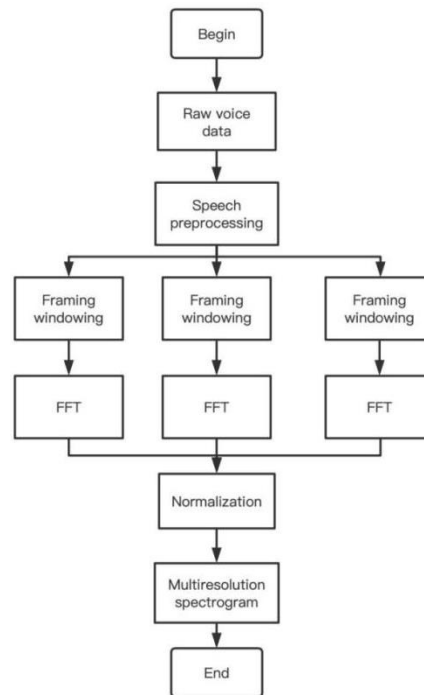 Begin
Raw voice
data
Speech
preprocessing
Framing
windowing
Framing
windowing
Framing
windowing
FFT
FFT
FFT
Normalization
Multiresolution
spectrogram
End